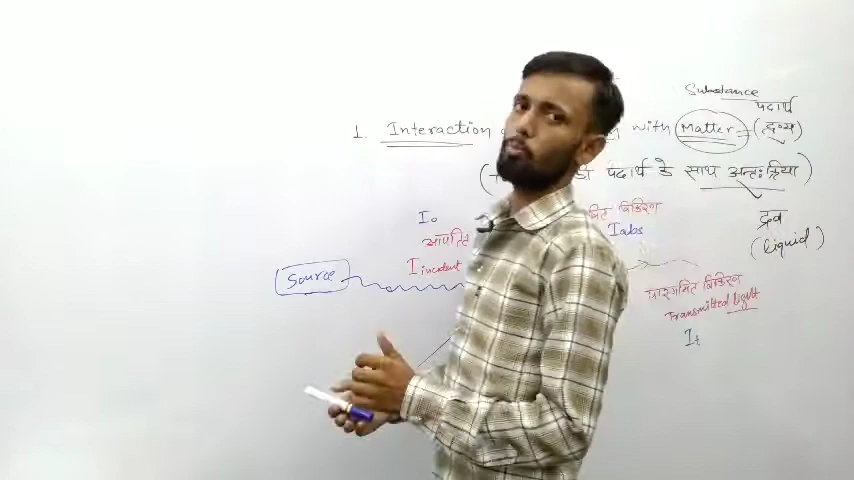 Substance
पदार्थ
1. Interaction with Matter = (द्रव्य)
पदार्थ के साथ अन्तःक्रिया)
द्रव
(Liquid)
I₀
विकिरण
आपतित
Iabs
I incident
Source
पारगमित विकिरण
Transmitted light
It